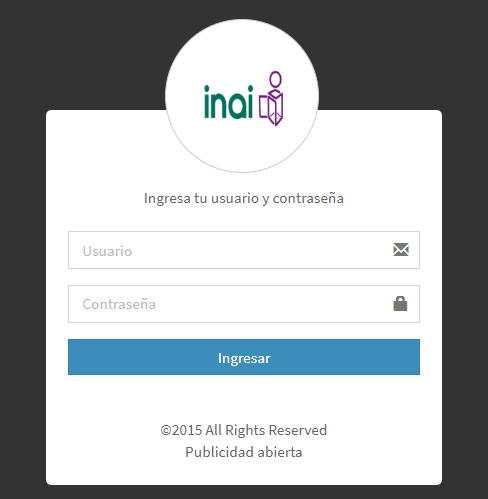 inai
Ingresa tu usuario y contraseña
Usuario
Contraseña
Ingresar
©2015 All Rights Reserved
Publicidad abierta